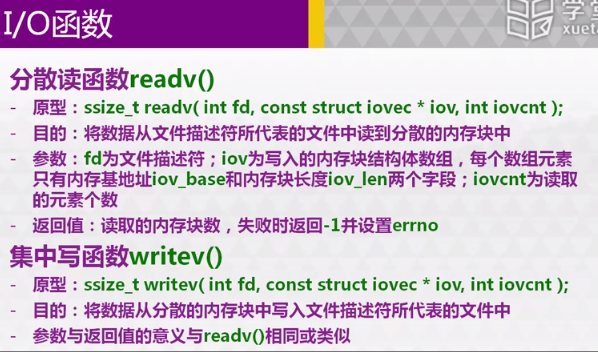 I/O函数
学堂
xueta
分散读函数readv()
- 原型：ssize_t readv( int fd, const struct iovec * iov, int iovcnt );
- 目的：将数据从文件描述符所代表的文件中读到分散的内存块中
- 参数：fd为文件描述符；iov为写入的内存块结构体数组，每个数组元素
只有内存基地址iov_base和内存块长度iov_len两个字段；iovcnt为读取
的元素个数
- 返回值：读取的内存块数，失败时返回-1并设置errno
集中写函数writev()
- 原型：ssize_t writev( int fd, const struct iovec * iov, int iovcnt );
- 目的：将数据从分散的内存块中写入文件描述符所代表的文件中
- 参数与返回值的意义与readv()相同或类似